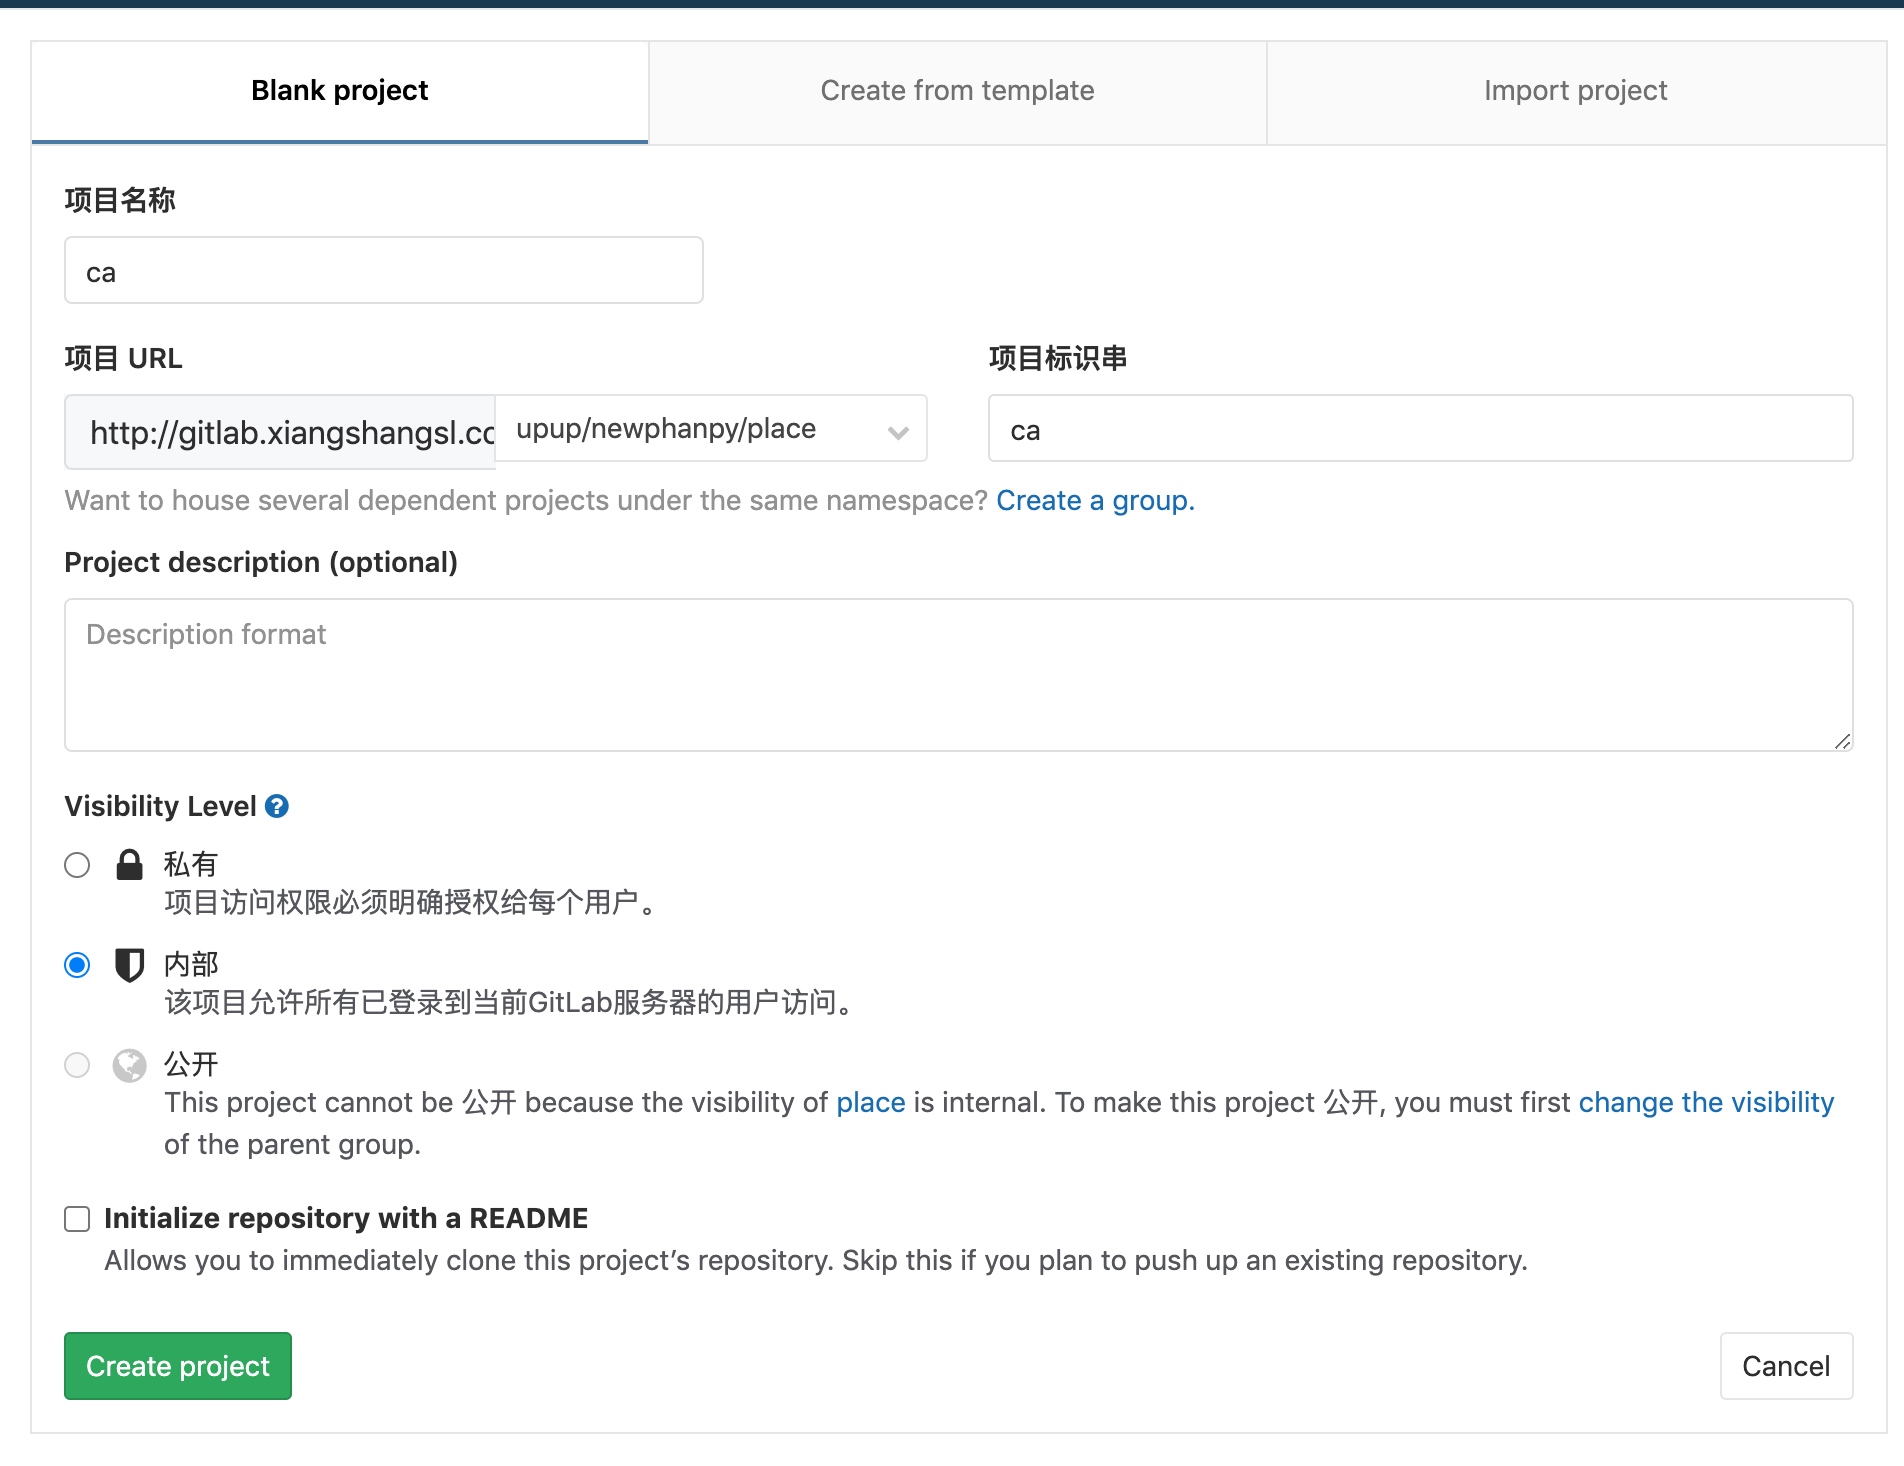 Blank project
Create from template
Import project
项目名称
ca
项目 URL
项目标识串
http://gitlab.xiangshangsl.cc
upup/newphanpy/place
ca
Want to house several dependent projects under the same namespace? Create a group.
Project description (optional)
Description format
Visibility Level
私有
项目访问权限必须明确授权给每个用户。
内部
该项目允许所有已登录到当前GitLab服务器的用户访问。
公开
This project cannot be 公开 because the visibility of place is internal. To make this project 公开, you must first change the visibility
of the parent group.
Initialize repository with a README
Allows you to immediately clone this project’s repository. Skip this if you plan to push up an existing repository.
Create project
Cancel